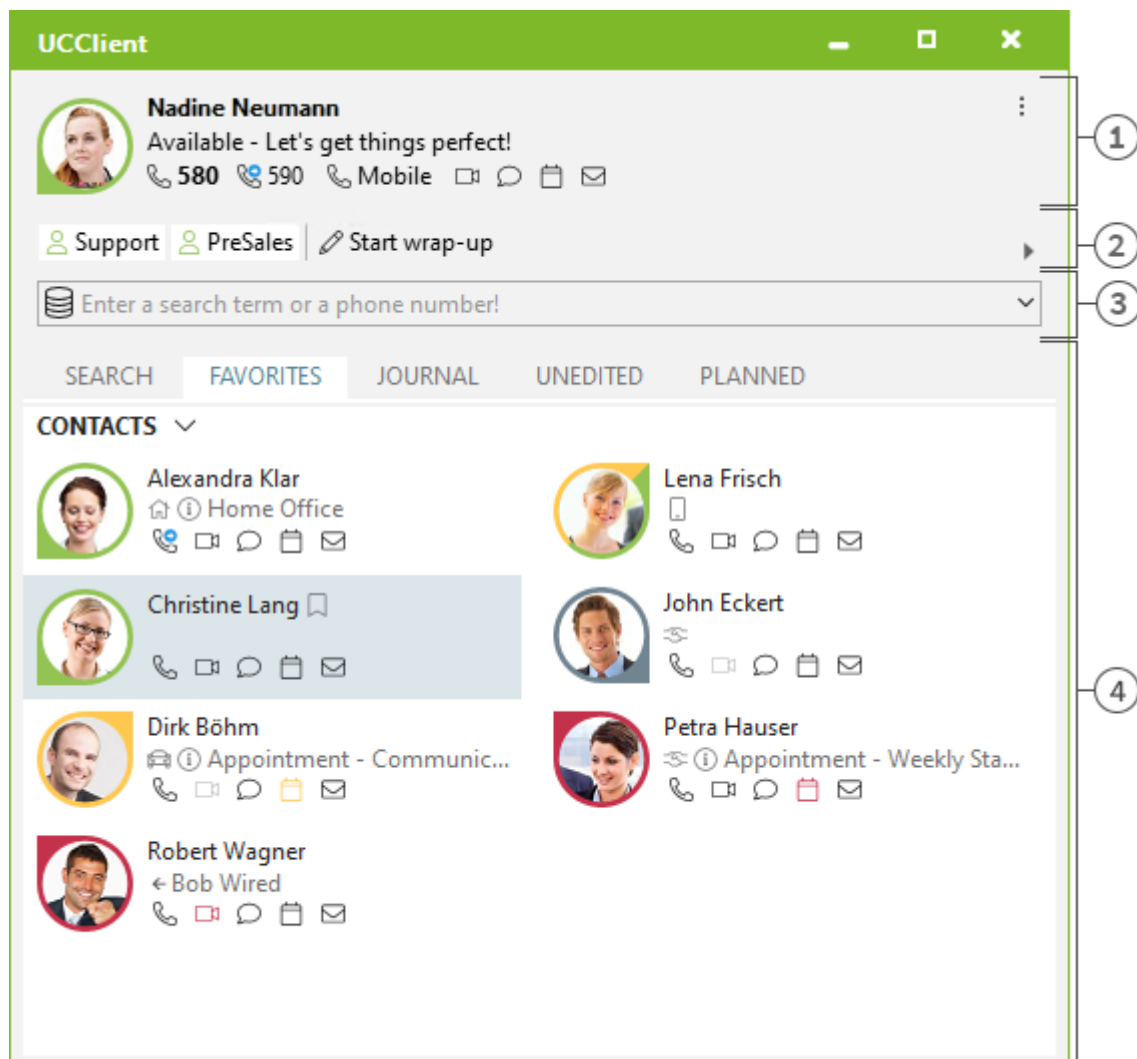 UCClient
Nadine Neumann
Available - Let's get things perfect!
580 590 Mobile
1
Support PreSales Start wrap-up
2
Enter a search term or a phone number!
3
SEARCH FAVORITES JOURNAL UNEDITED PLANNED
CONTACTS
Alexandra Klar
Home Office
Lena Frisch
Christine Lang
John Eckert
4
Dirk Böhm
Appointment - Communic...
Petra Hauser
Appointment - Weekly Sta...
Robert Wagner
Bob Wired